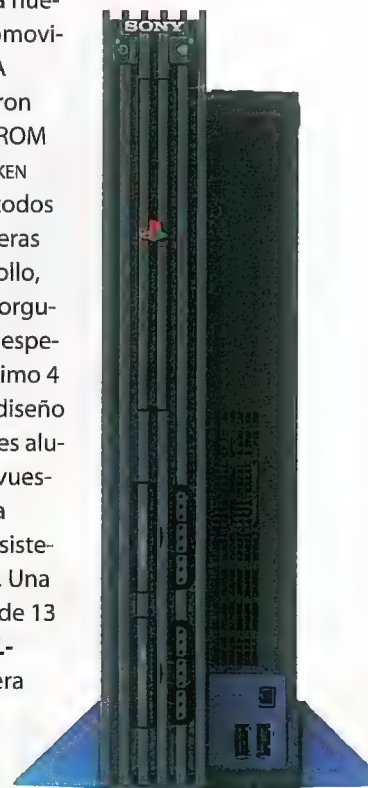 a nue-
omovi-
A
ron
ROM
KEN
todos
eras
ollo,
orgu-
espe-
imo 4
diseño
es alu-
vues-
a
siste-
. Una
de 13
L-
era
SONY